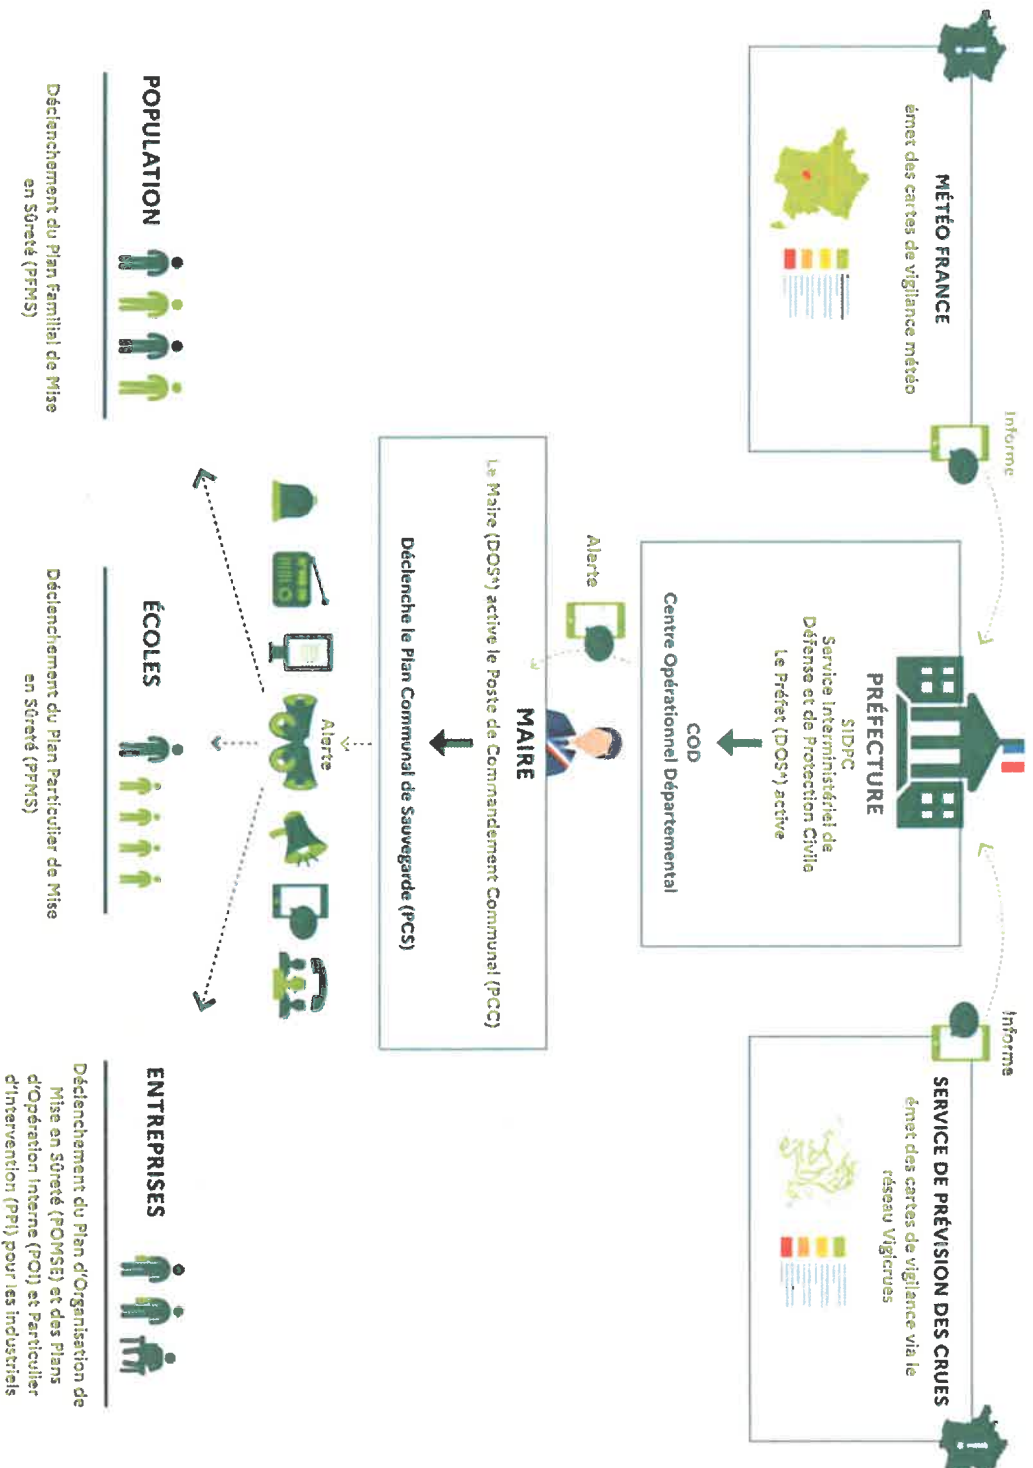 Informe
MÉTÉO FRANCE
émet des cartes de vigilance météo
PRÉFECTURE
SIDPC
Service Interministériel de
Défense et de Protection Civile
Le Préfet (DOS*) active
COD
Centre Opérationnel Départemental
Informe
SERVICE DE PRÉVISION DES CRUES
émet des cartes de vigilance via le
réseau Vigicrues
Alerte
MAIRE
Le Maire (DOS*) active le Poste de Commandement Communal (PCC)
Déclenche le Plan Communal de Sauvegarde (PCS)
Alerte
POPULATION
Déclenchement du Plan Familial de Mise
en Sûreté (PFMS)
ÉCOLES
Déclenchement du Plan Particulier de Mise
en Sûreté (PPMS)
ENTREPRISES
Déclenchement du Plan d'Organisation de
Mise en Sûreté (POMSE) et des Plans
d'Opération Interne (POI) et Particulier
d'Intervention (PPI) pour les industriels